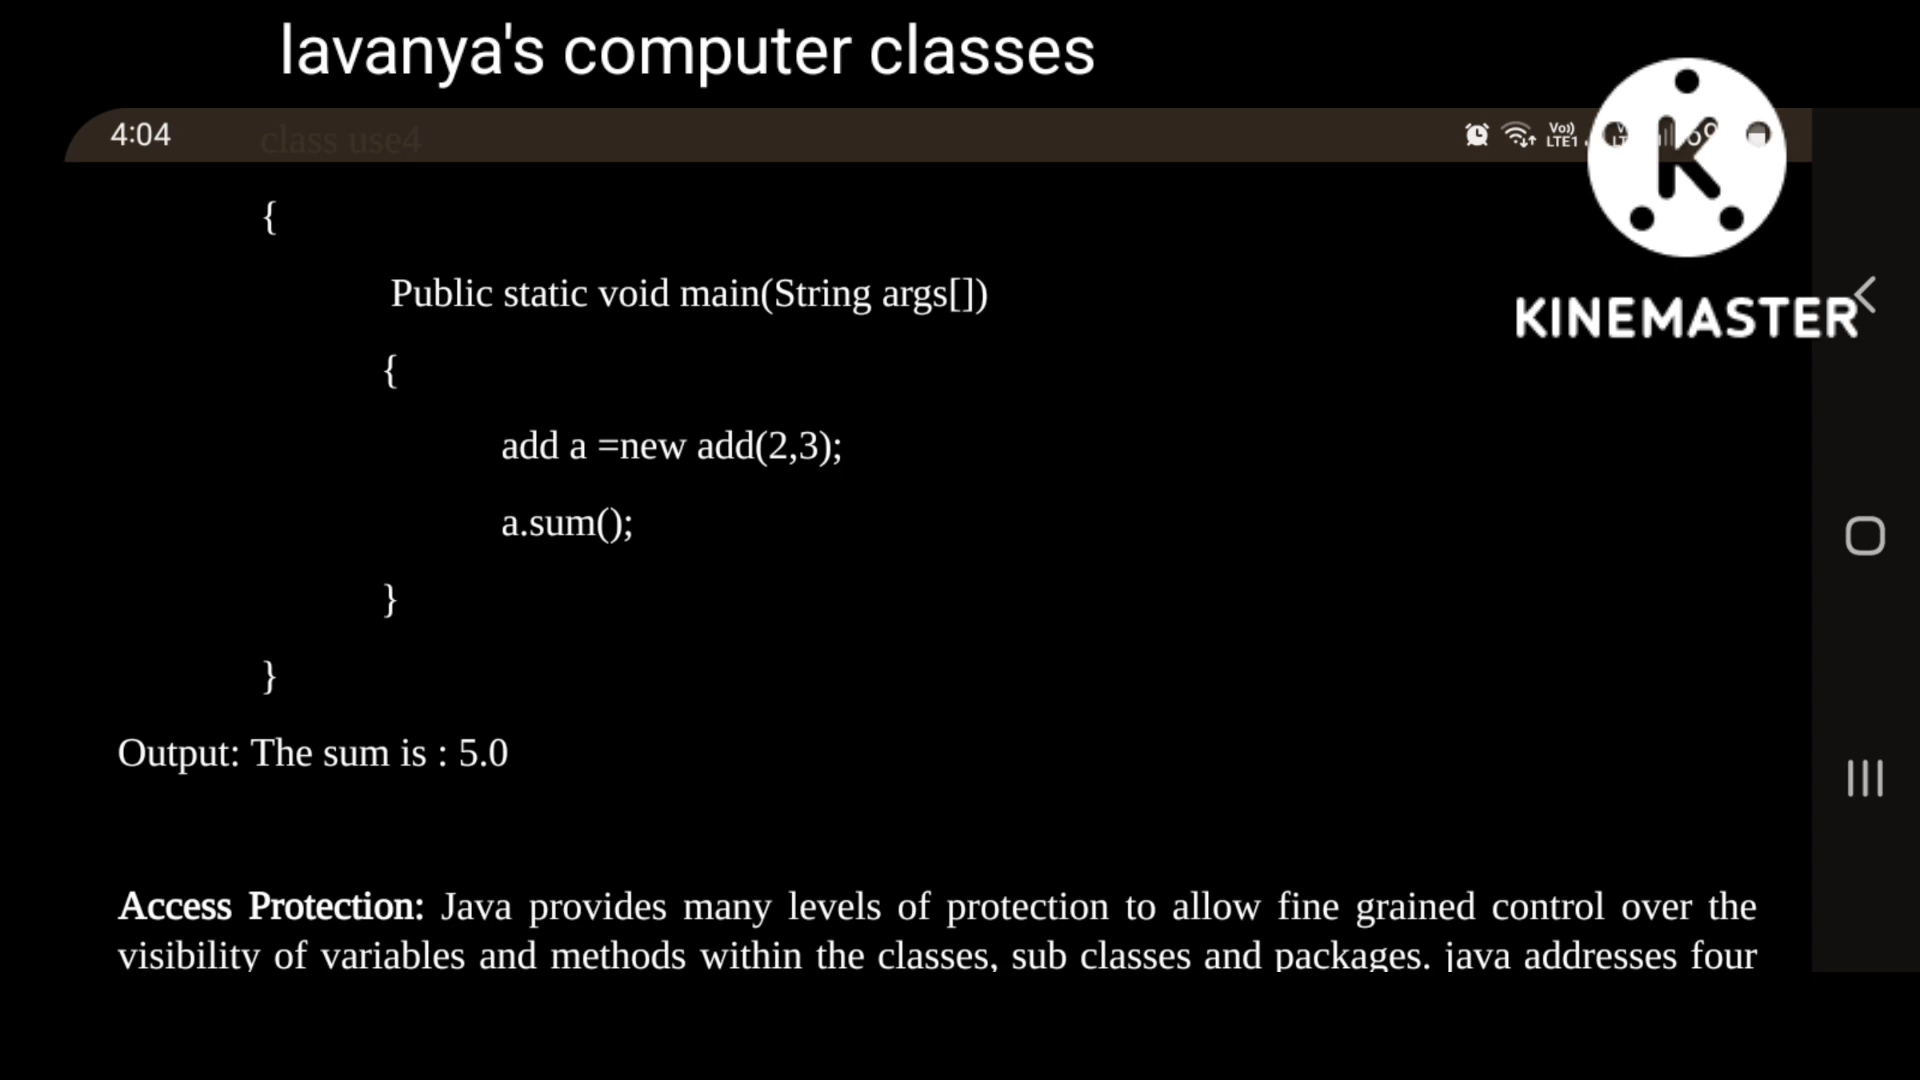 lavanya's computer classes
4:04
class use4
Vo))
LTE1
{
Public static void main(String args[])
{
add a =new add(2,3);
a.sum();
}
}
Output: The sum is : 5.0
Access Protection: Java provides many levels of protection to allow fine grained control over the
visibility of variables and methods within the classes, sub classes and packages. java addresses four
K
KINEMASTER